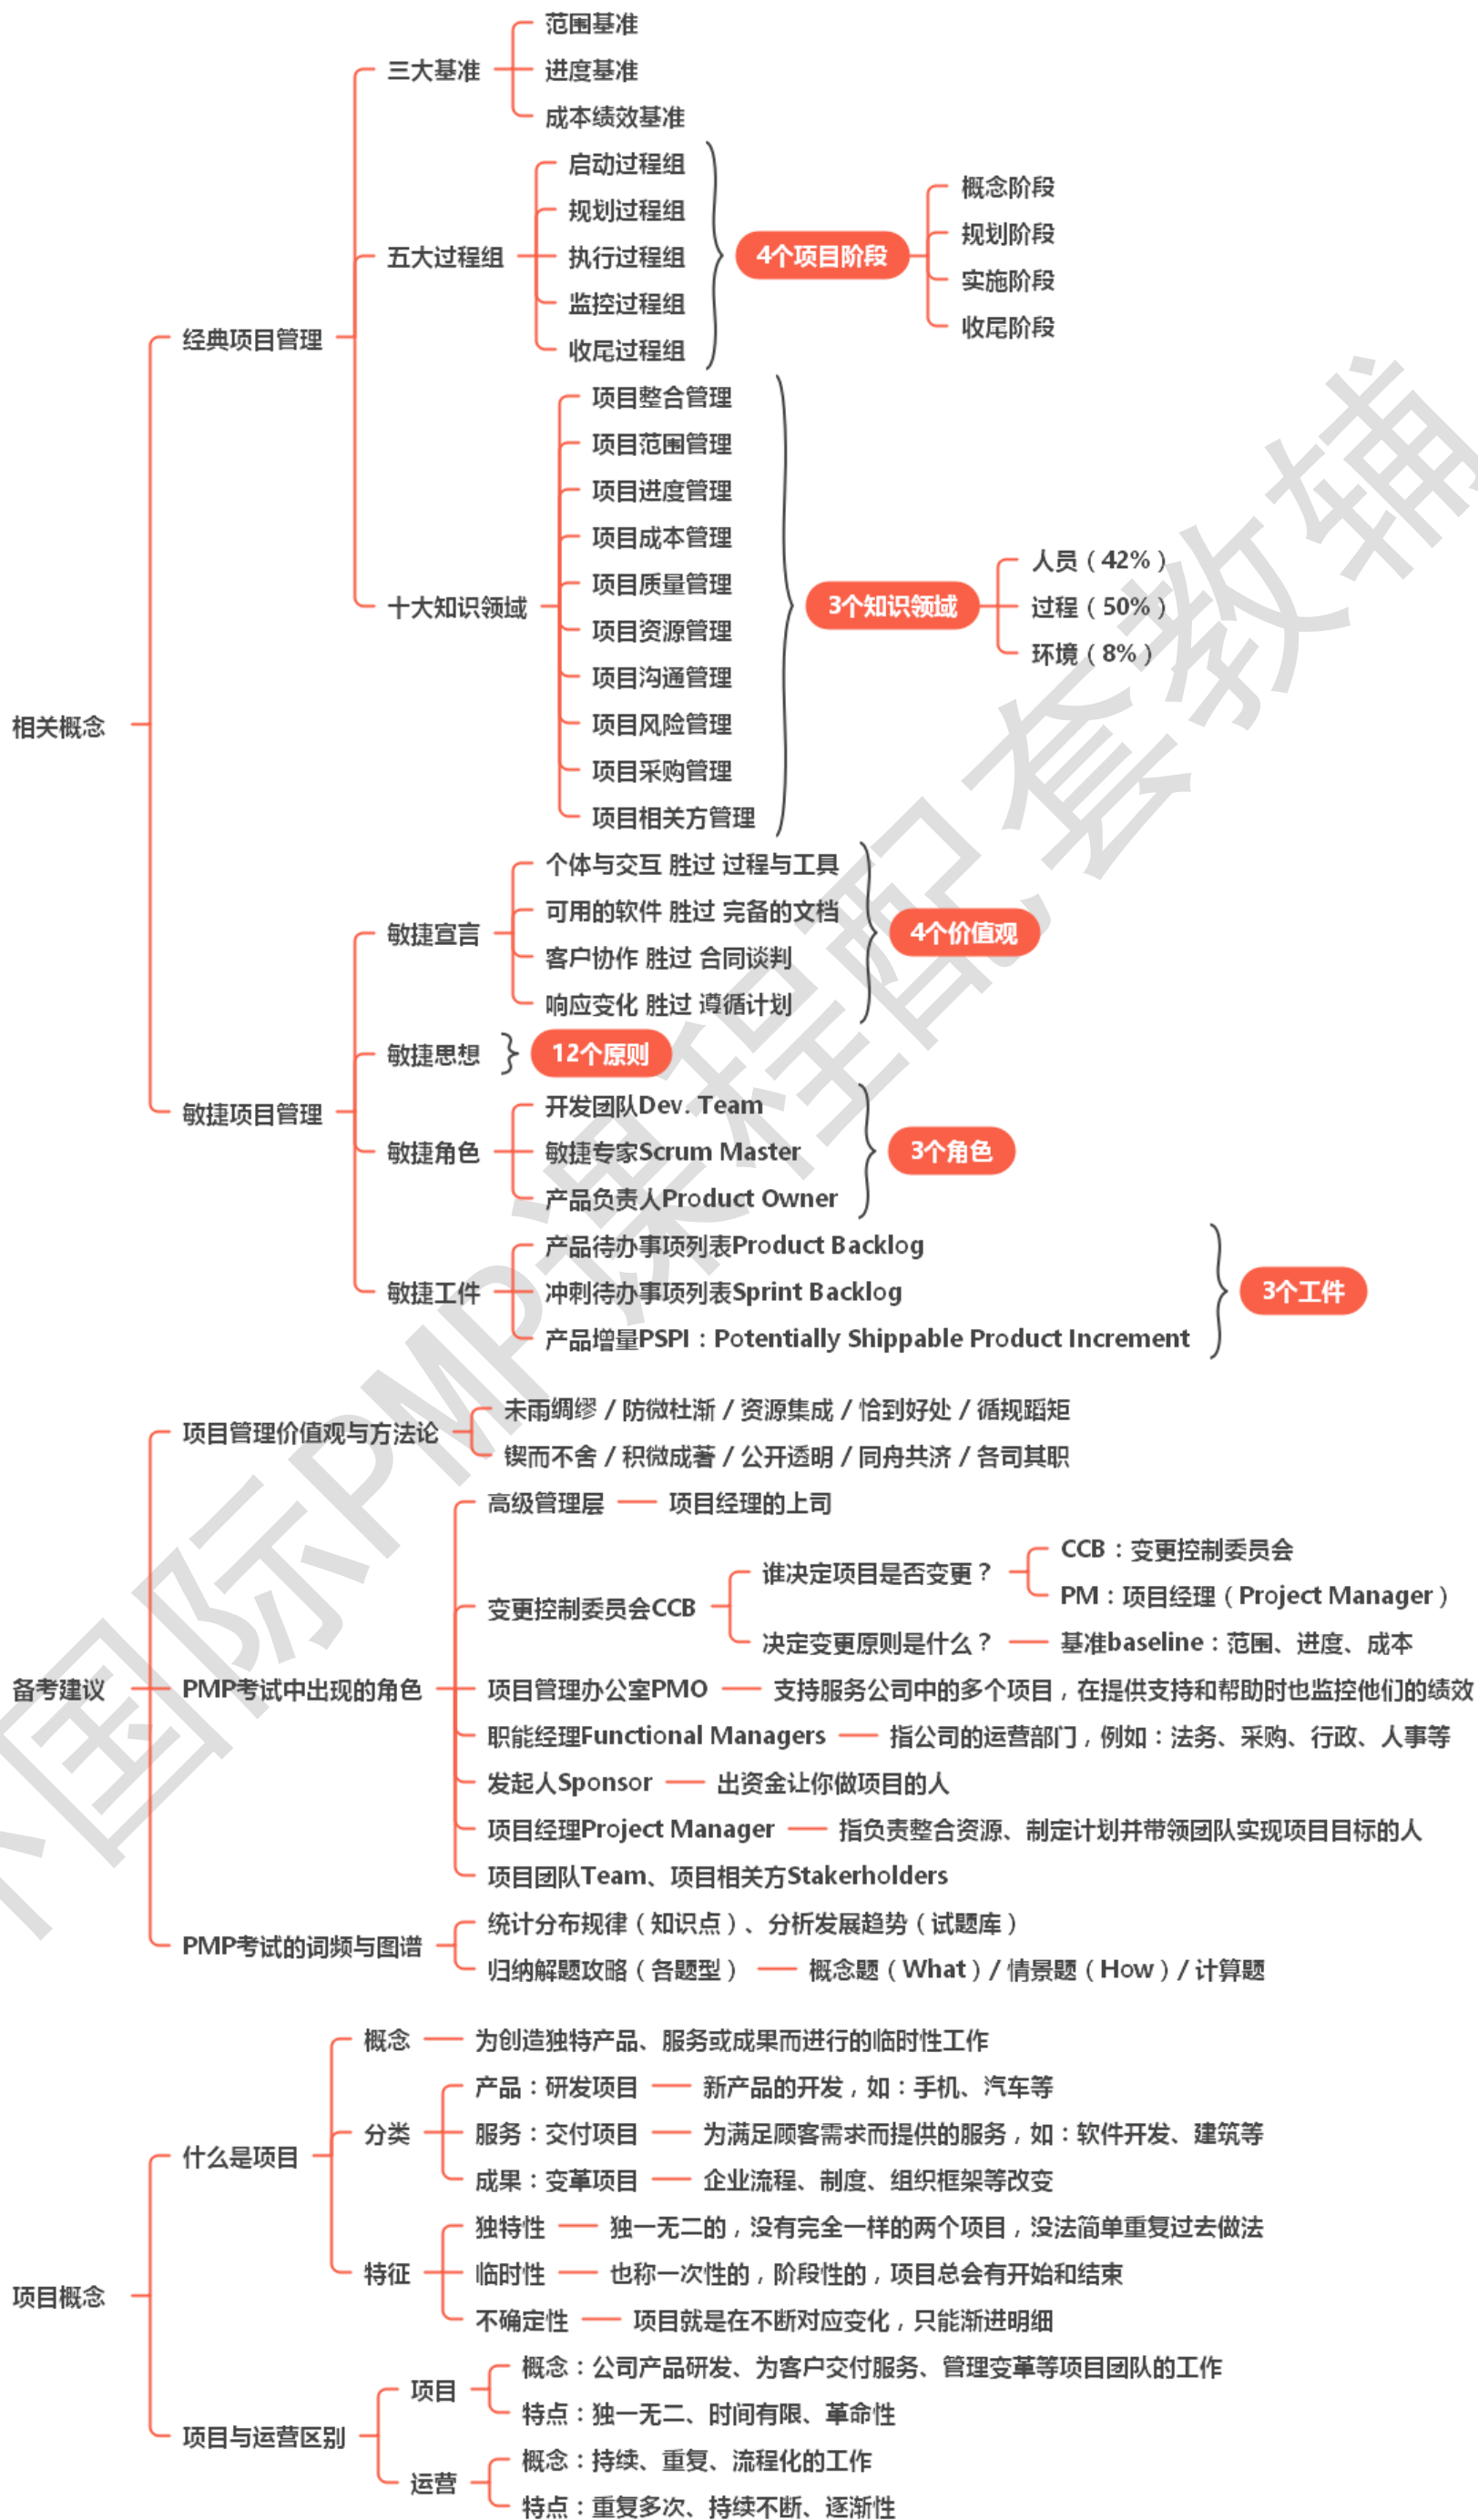 范围基准
三大基准
进度基准
成本绩效基准
启动过程组
规划过程组
五大过程组
执行过程组
监控过程组
收尾过程组
4个项目阶段
概念阶段
规划阶段
实施阶段
收尾阶段
经典项目管理
项目整合管理
项目范围管理
项目进度管理
项目成本管理
项目质量管理
十大知识领域
项目资源管理
项目沟通管理
项目风险管理
项目采购管理
项目相关方管理
3个知识领域
人员（42%）
过程（50%）
环境（8%）
相关概念
敏捷宣言
个体与交互 胜过 过程与工具
可用的软件 胜过 完备的文档
客户协作 胜过 合同谈判
响应变化 胜过 遵循计划
4个价值观
敏捷思想
12个原则
敏捷项目管理
敏捷角色
开发团队Dev. Team
敏捷专家Scrum Master
产品负责人Product Owner
3个角色
敏捷工件
产品待办事项列表Product Backlog
冲刺待办事项列表Sprint Backlog
产品增量PSPI：Potentially Shippable Product Increment
3个工件
项目管理价值观与方法论
未雨绸缪 / 防微杜渐 / 资源集成 / 恰到好处 / 循规蹈矩
锲而不舍 / 积微成著 / 公开透明 / 同舟共济 / 各司其职
高级管理层
项目经理的上司
变更控制委员会CCB
谁决定项目是否变更？
CCB：变更控制委员会
PM：项目经理（Project Manager）
决定变更原则是什么？
基准baseline：范围、进度、成本
备考建议
PMP考试中出现的角色
项目管理办公室PMO
支持服务公司中的多个项目，在提供支持和帮助时也监控他们的绩效
职能经理Functional Managers
指公司的运营部门，例如：法务、采购、行政、人事等
发起人Sponsor
出资金让你做项目的人
项目经理Project Manager
指负责整合资源、制定计划并带领团队实现项目目标的人
项目团队Team、项目相关方Stakerholders
PMP考试的词频与图谱
统计分布规律（知识点）、分析发展趋势（试题库）
归纳解题攻略（各题型）
概念题（What）/ 情景题（How）/ 计算题
什么是项目
概念
为创造独特产品、服务或成果而进行的临时性工作
分类
产品：研发项目
新产品的开发，如：手机、汽车等
服务：交付项目
为满足顾客需求而提供的服务，如：软件开发、建筑等
成果：变革项目
企业流程、制度、组织框架等改变
特征
独特性
独一无二的，没有完全一样的两个项目，没法简单重复过去做法
临时性
也称一次性的，阶段性的，项目总会有开始和结束
不确定性
项目就是在不断对应变化，只能渐进明细
项目概念
项目与运营区别
项目
概念：公司产品研发、为客户交付服务、管理变革等项目团队的工作
特点：独一无二、时间有限、革命性
运营
概念：持续、重复、流程化的工作
特点：重复多次、持续不断、逐渐性
国际PMP课程配套教辅